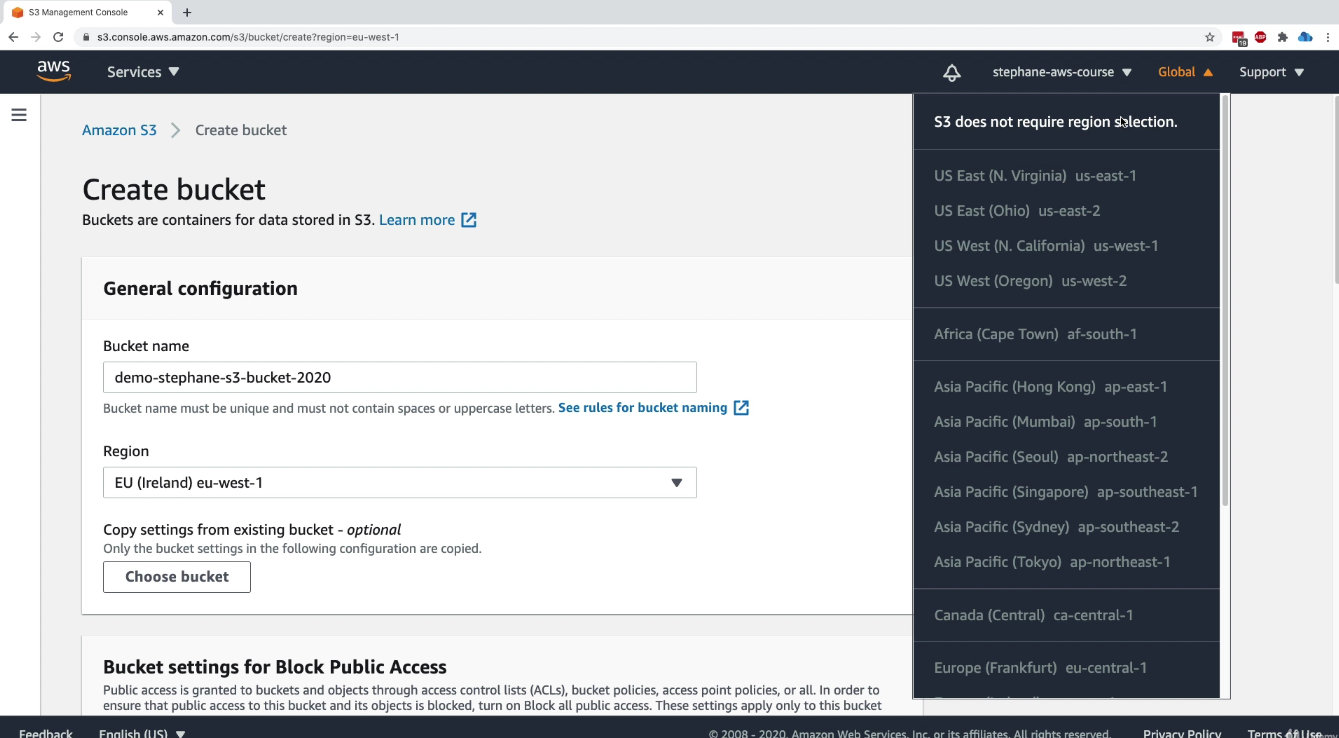 S3 Management Console
s3.console.aws.amazon.com/s3/bucket/create?region=eu-west-1
19
ABP
aws
Services
stephane-aws-course
Global
Support
Amazon S3
Create bucket
Create bucket
Buckets are containers for data stored in S3. Learn more
General configuration
Bucket name
demo-stephane-s3-bucket-2020
Bucket name must be unique and must not contain spaces or uppercase letters. See rules for bucket naming
Region
EU (Ireland) eu-west-1
Copy settings from existing bucket - optional
Only the bucket settings in the following configuration are copied.
Choose bucket
Bucket settings for Block Public Access
Public access is granted to buckets and objects through access control lists (ACLs), bucket policies, access point policies, or all. In order to
ensure that public access to this bucket and its objects is blocked, turn on Block all public access. These settings apply only to this bucket
S3 does not require region selection.
US East (N. Virginia) us-east-1
US East (Ohio) us-east-2
US West (N. California) us-west-1
US West (Oregon) us-west-2
Africa (Cape Town) af-south-1
Asia Pacific (Hong Kong) ap-east-1
Asia Pacific (Mumbai) ap-south-1
Asia Pacific (Seoul) ap-northeast-2
Asia Pacific (Singapore) ap-southeast-1
Asia Pacific (Sydney) ap-southeast-2
Asia Pacific (Tokyo) ap-northeast-1
Canada (Central) ca-central-1
Europe (Frankfurt) eu-central-1
Feedback
English (US)
© 2008 - 2020, Amazon Web Services, Inc. or its affiliates. All rights reserved.
Privacy Policy
Terms of Use